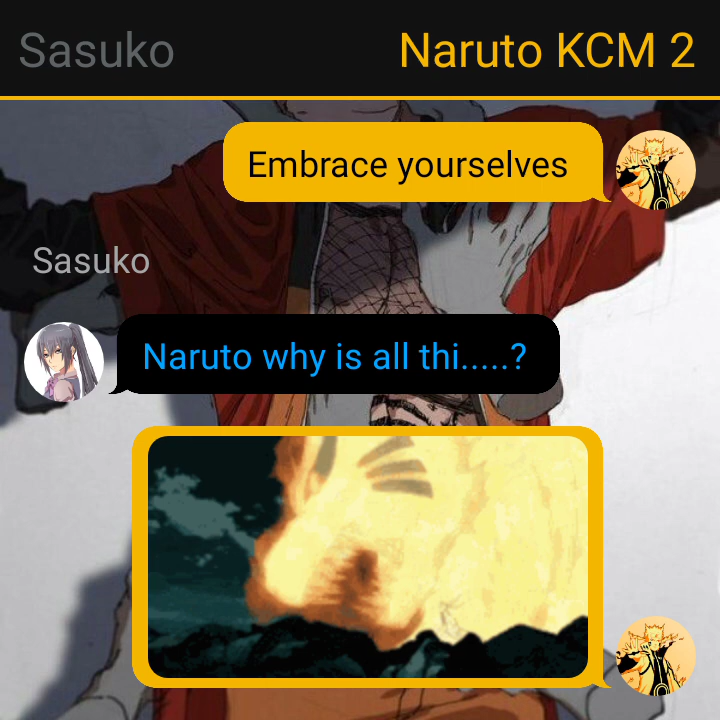 Sasuko
Naruto KCM 2
Embrace yourselves
Sasuko
Naruto why is all thi.....?